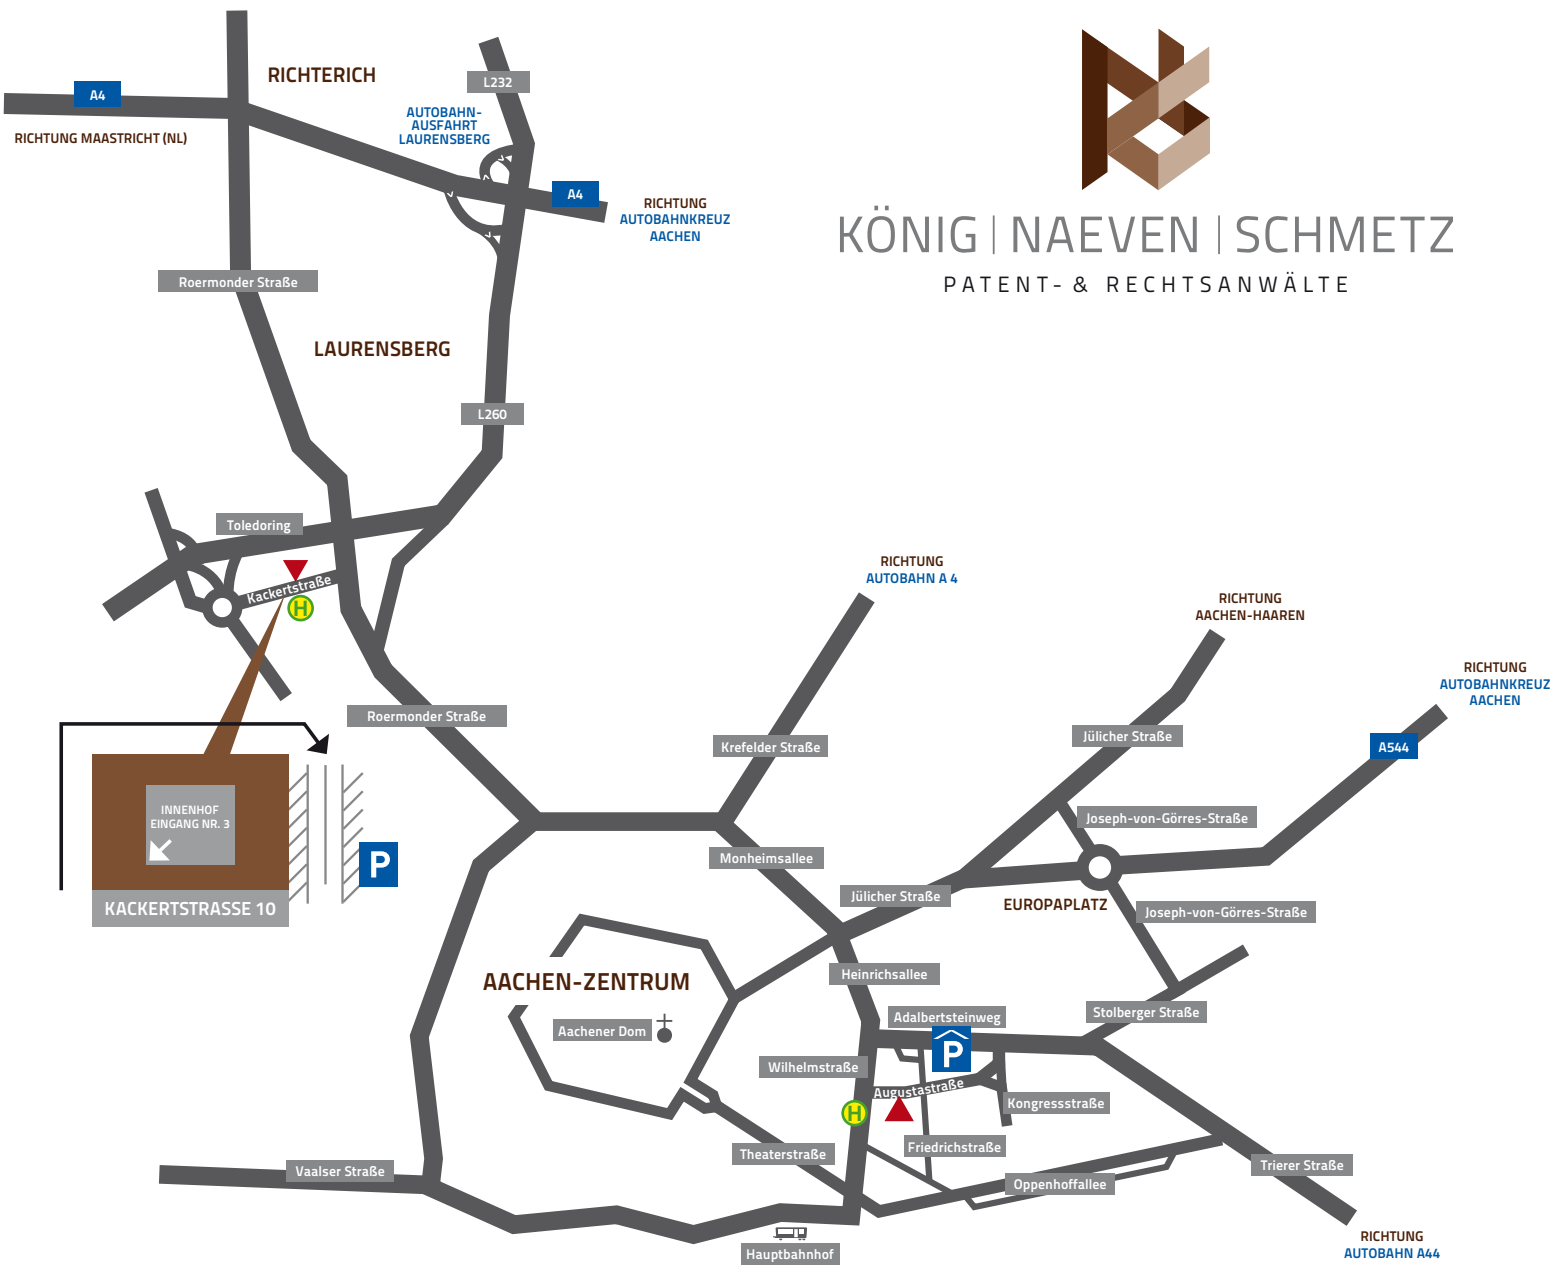 RICHTERICH
A4
L232
AUTOBAHN-
AUSFAHRT
LAURENSBERG
RICHTUNG MAASTRICHT (NL)
A4
RICHTUNG
AUTOBAHNKREUZ
AACHEN
KÖNIG | NAEVEN | SCHMETZ
PATENT- & RECHTSANWÄLTE
Roermonder Straße
LAURENSBERG
L260
Toledoring
Kackertstraße
H
RICHTUNG
AUTOBAHN A 4
RICHTUNG
AACHEN-HAAREN
RICHTUNG
AUTOBAHNKREUZ
AACHEN
Roermonder Straße
Krefelder Straße
Jülicher Straße
A544
INNENHOF
EINGANG NR. 3
P
KACKERTSTRASSE 10
Joseph-von-Görres-Straße
Monheimsallee
Jülicher Straße
EUROPAPLATZ
Joseph-von-Görres-Straße
AACHEN-ZENTRUM
Heinrichsallee
Aachener Dom
Adalbertsteinweg
Stolberger Straße
P
Wilhelmstraße
Augustastraße
Kongressstraße
H
Friedrichstraße
Theaterstraße
Trierer Straße
Vaalser Straße
Oppenhoffallee
Hauptbahnhof
RICHTUNG
AUTOBAHN A44